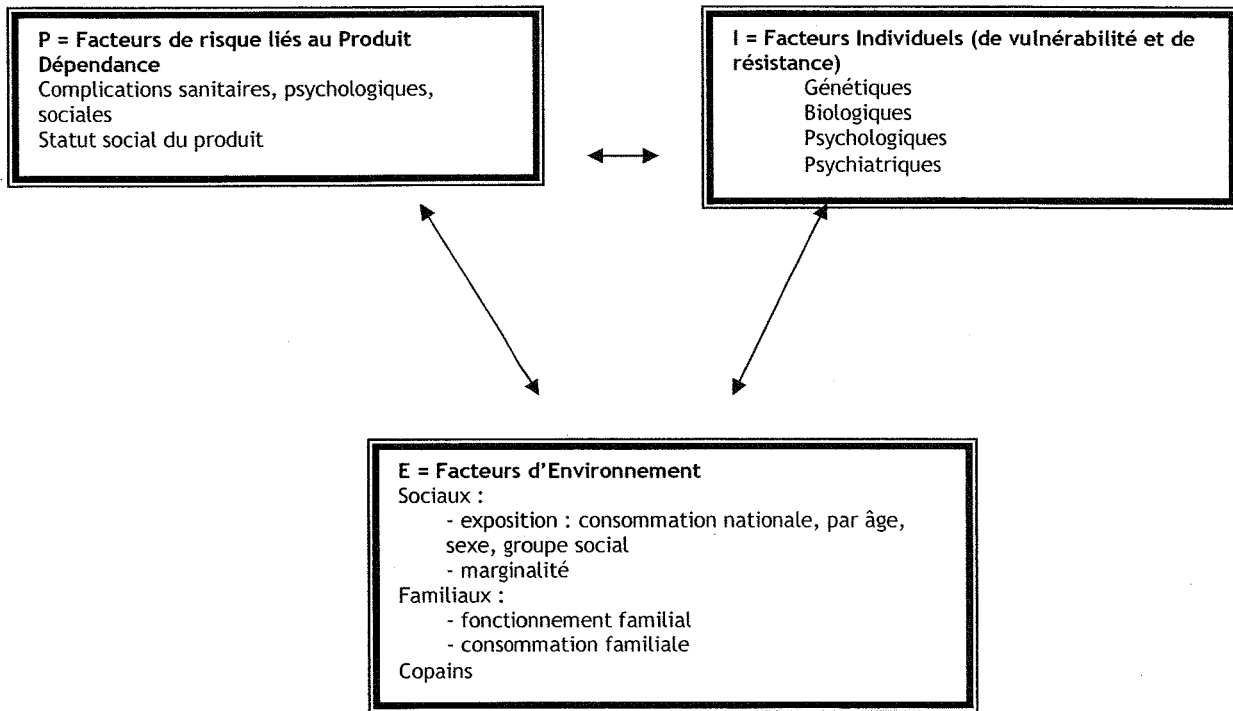 P = Facteurs de risque liés au Produit
Dépendance
Complications sanitaires, psychologiques,
sociales
Statut social du produit
I = Facteurs Individuels (de vulnérabilité et de
résistance)
Génétiques
Biologiques
Psychologiques
Psychiatriques
E = Facteurs d'Environnement
Sociaux :
- exposition : consommation nationale, par âge,
sexe, groupe social
- marginalité
Familiaux :
- fonctionnement familial
- consommation familiale
Copains